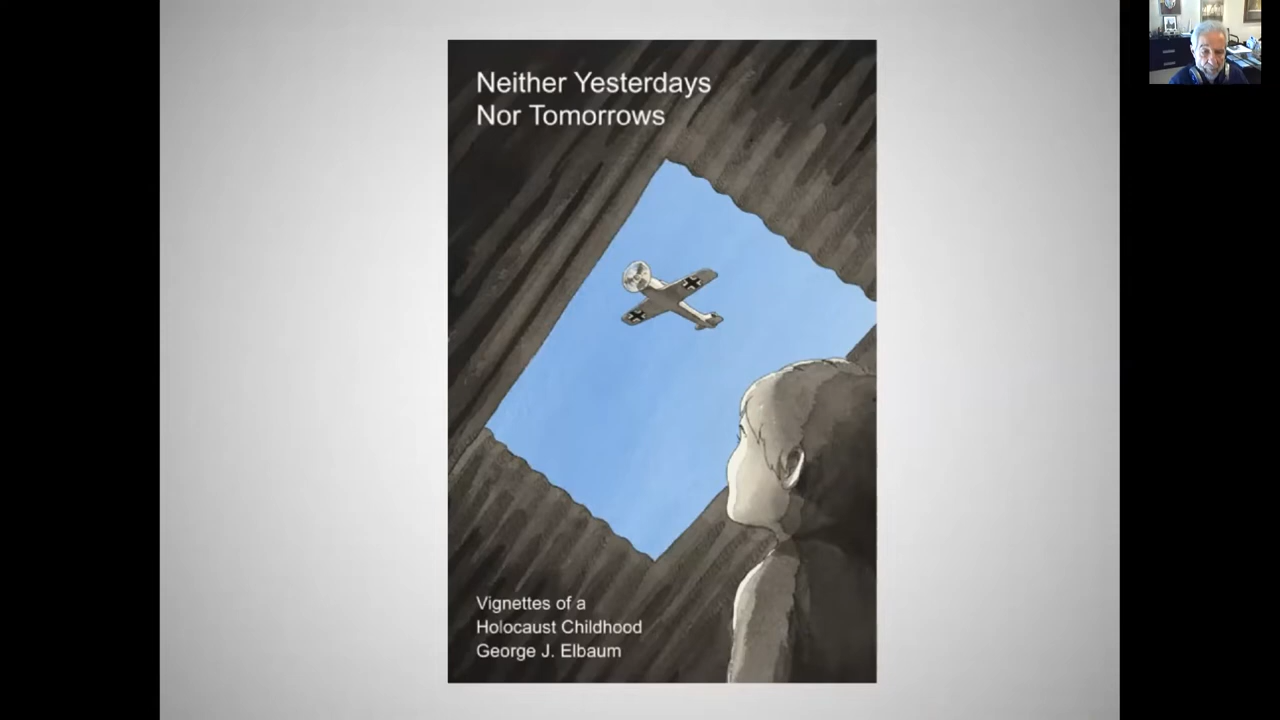 Neither Yesterdays
Nor Tomorrows
Vignettes of a
Holocaust Childhood
George J. Elbaum